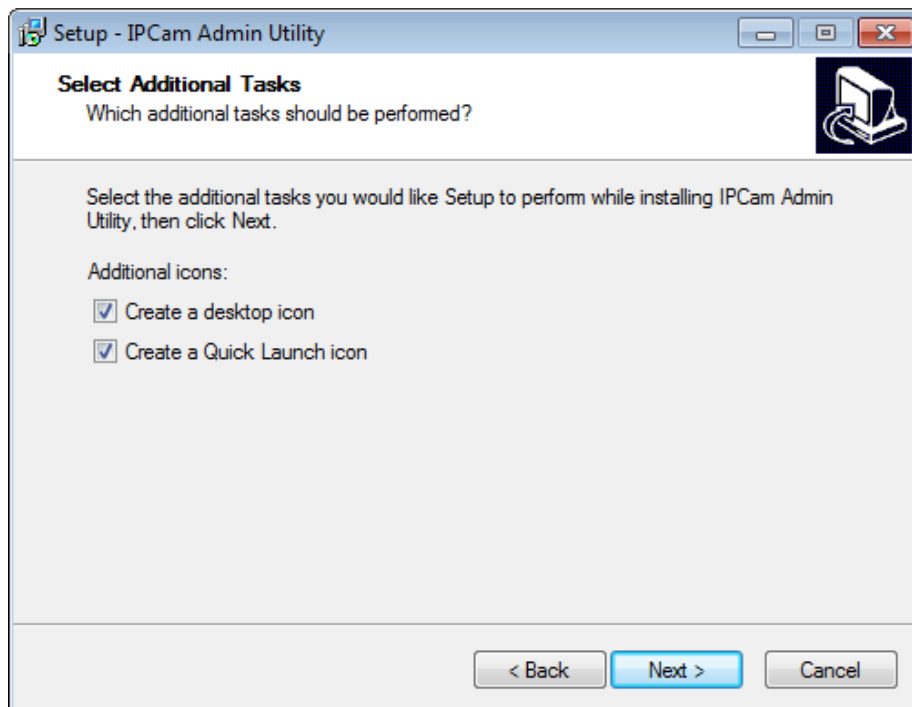 Setup - IPCam Admin Utility
Select Additional Tasks
Which additional tasks should be performed?
Select the additional tasks you would like Setup to perform while installing IPCam Admin
Utility, then click Next.
Additional icons:
Create a desktop icon
Create a Quick Launch icon
< Back
Next >
Cancel